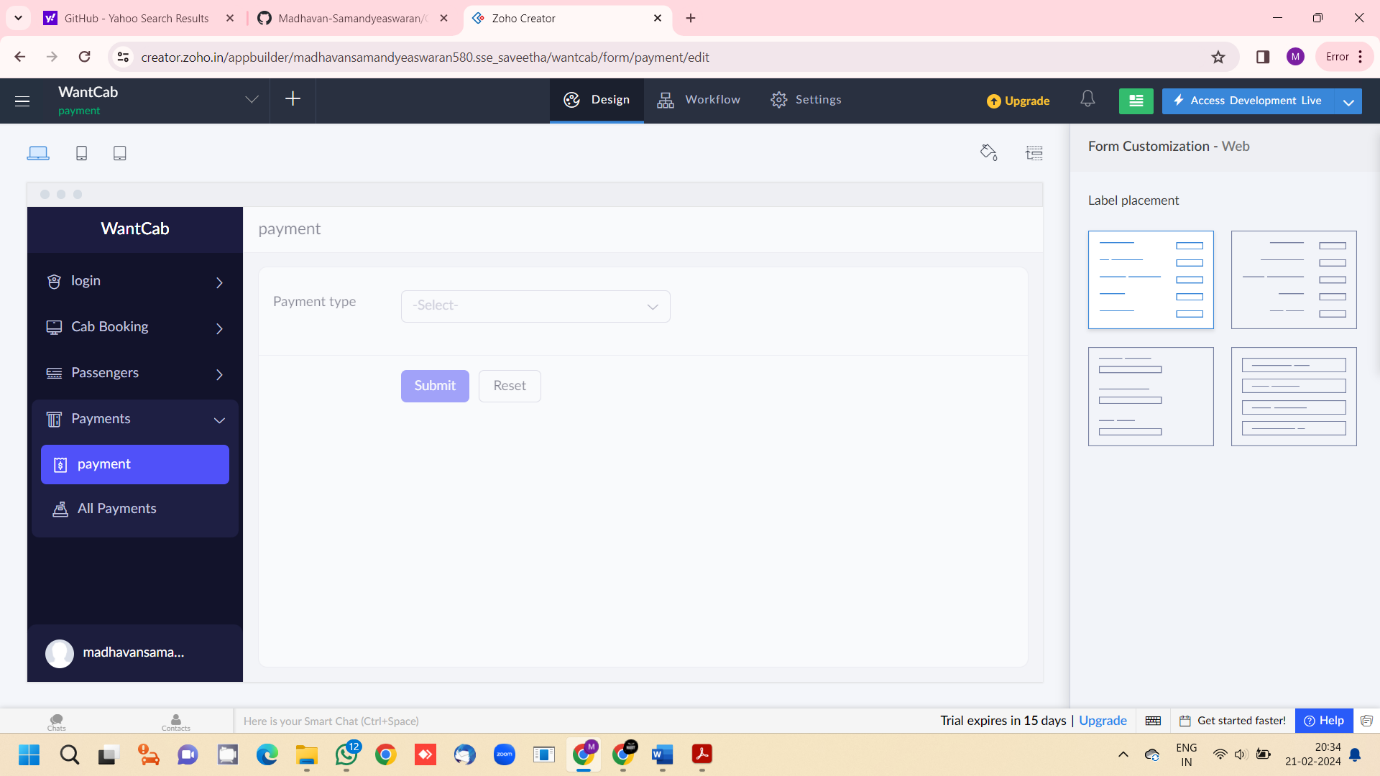 GitHub - Yahoo Search Results
Madhavan-Samandyeaswaran/
Zoho Creator
creator.zoho.in/appbuilder/madhavansamandyeaswaran580.sse_saveetha/wantcab/form/payment/edit
M
Error
WantCab
payment
Design
Workflow
Settings
Upgrade
Access Development Live
Form Customization - Web
Label placement
WantCab
login
Cab Booking
Passengers
Payments
payment
All Payments
madhavansama...
payment
Payment type
-Select-
Submit
Reset
Chats
Contacts
Here is your Smart Chat (Ctrl+Space)
Trial expires in 15 days | Upgrade
Get started faster!
Help
12
zoom
M
ENG
IN
20:34
21-02-2024